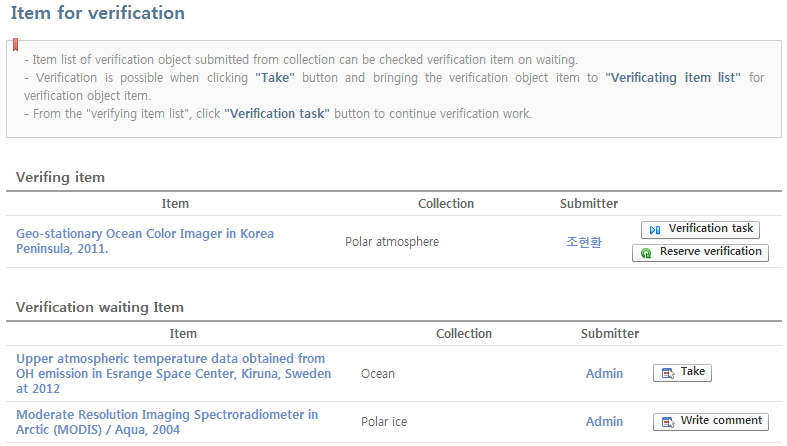 Item for verification
- Item list of verification object submitted from collection can be checked verification item on waiting.
- Verification is possible when clicking "Take" button and bringing the verification object item to "Verificating item list" for
verification object item.
- From the "verifying item list", click "Verification task" button to continue verification work.
Verifing item
Item Collection Submitter
Geo-stationary Ocean Color Imager in Korea
Peninsula, 2011.
Polar atmosphere
조현환
Verification task
Reserve verification
Verification waiting Item
Item Collection Submitter
Upper atmospheric temperature data obtained from
OH emission in Esrange Space Center, Kiruna, Sweden
at 2012
Ocean
Admin
Take
Moderate Resolution Imaging Spectroradiometer in
Arctic (MODIS) / Aqua, 2004
Polar ice
Admin
Write comment